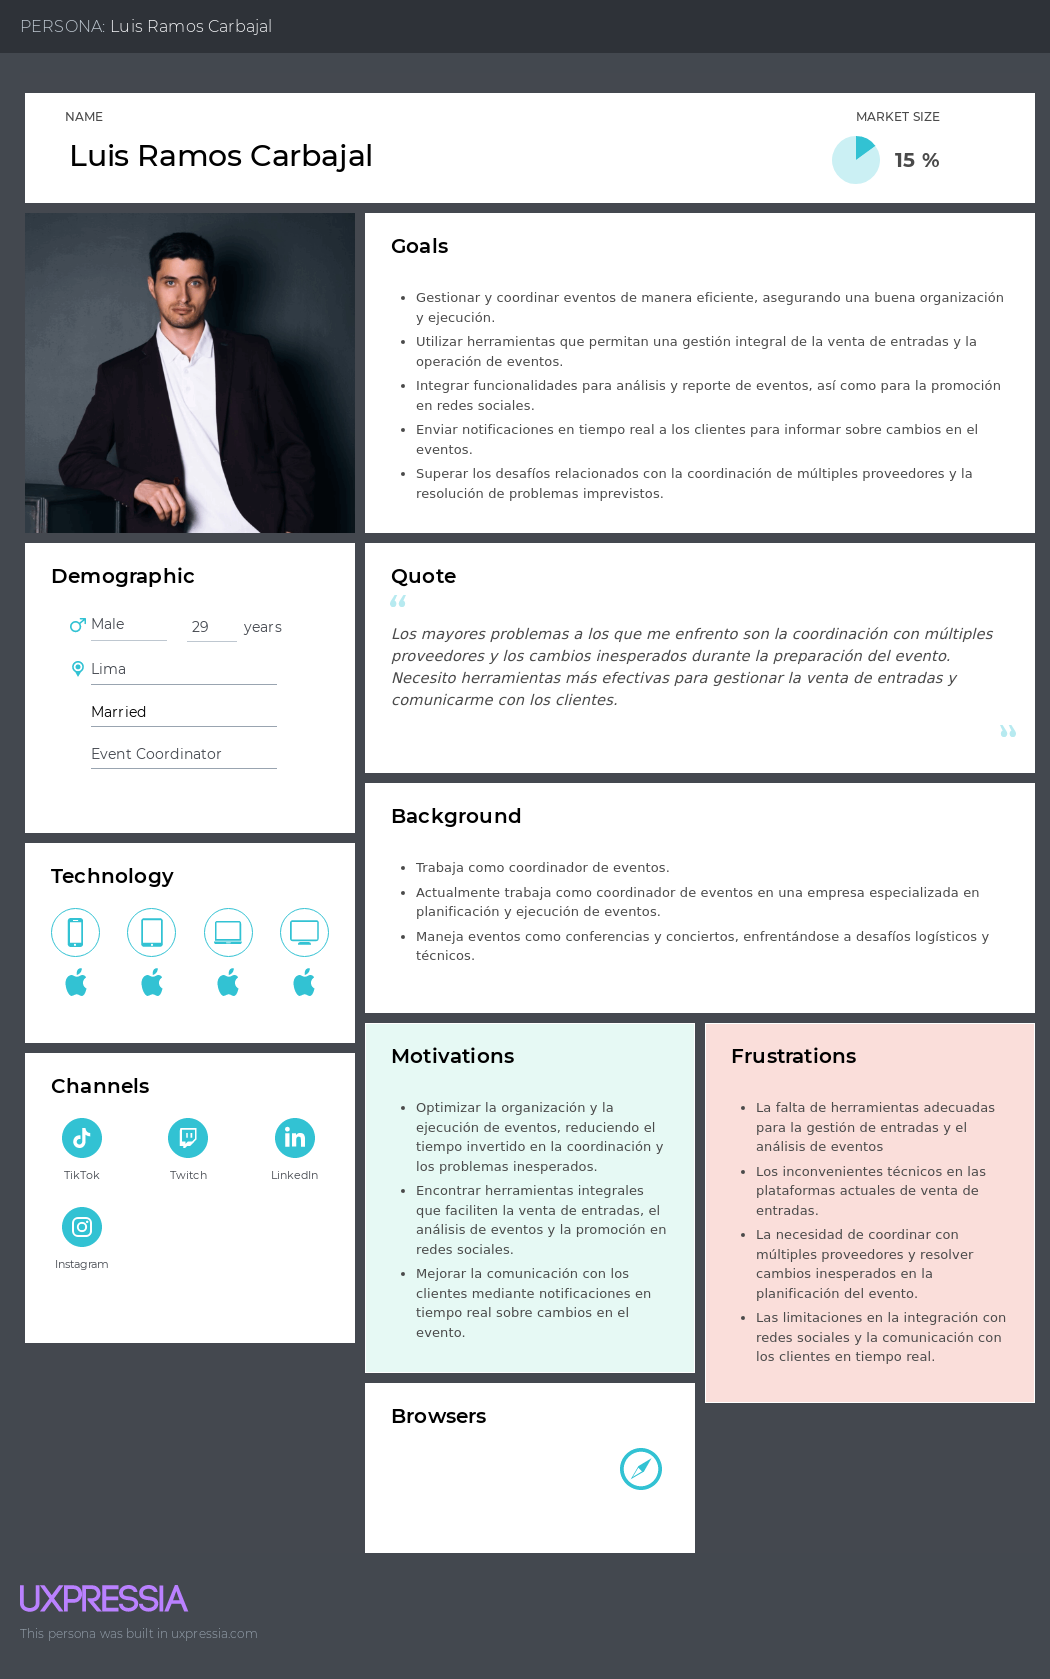 PERSONA: Luis Ramos Carbajal
NAME
Luis Ramos Carbajal
MARKET SIZE
15 %
Goals
• Gestionar y coordinar eventos de manera eficiente, asegurando una buena organización
y ejecución.
• Utilizar herramientas que permitan una gestión integral de la venta de entradas y la
operación de eventos.
• Integrar funcionalidades para análisis y reporte de eventos, así como para la promoción
en redes sociales.
• Enviar notificaciones en tiempo real a los clientes para informar sobre cambios en el
eventos.
• Superar los desafíos relacionados con la coordinación de múltiples proveedores y la
resolución de problemas imprevistos.
Demographic
Male
29 years
Lima
Married
Event Coordinator
Quote
“
Los mayores problemas a los que me enfrento son la coordinación con múltiples
proveedores y los cambios inesperados durante la preparación del evento.
Necesito herramientas más efectivas para gestionar la venta de entradas y
comunicarme con los clientes.
”
Background
• Trabaja como coordinador de eventos.
• Actualmente trabaja como coordinador de eventos en una empresa especializada en
planificación y ejecución de eventos.
• Maneja eventos como conferencias y conciertos, enfrentándose a desafíos logísticos y
técnicos.
Technology
Channels
TikTok
Twitch
LinkedIn
Instagram
Motivations
• Optimizar la organización y la
ejecución de eventos, reduciendo el
tiempo invertido en la coordinación y
los problemas inesperados.
• Encontrar herramientas integrales
que faciliten la venta de entradas, el
análisis de eventos y la promoción en
redes sociales.
• Mejorar la comunicación con los
clientes mediante notificaciones en
tiempo real sobre cambios en el
evento.
Frustrations
• La falta de herramientas adecuadas
para la gestión de entradas y el
análisis de eventos
• Los inconvenientes técnicos en las
plataformas actuales de venta de
entradas.
• La necesidad de coordinar con
múltiples proveedores y resolver
cambios inesperados en la
planificación del evento.
• Las limitaciones en la integración con
redes sociales y la comunicación con
los clientes en tiempo real.
Browsers
UXPRESSIA
This persona was built in uxpressia.com